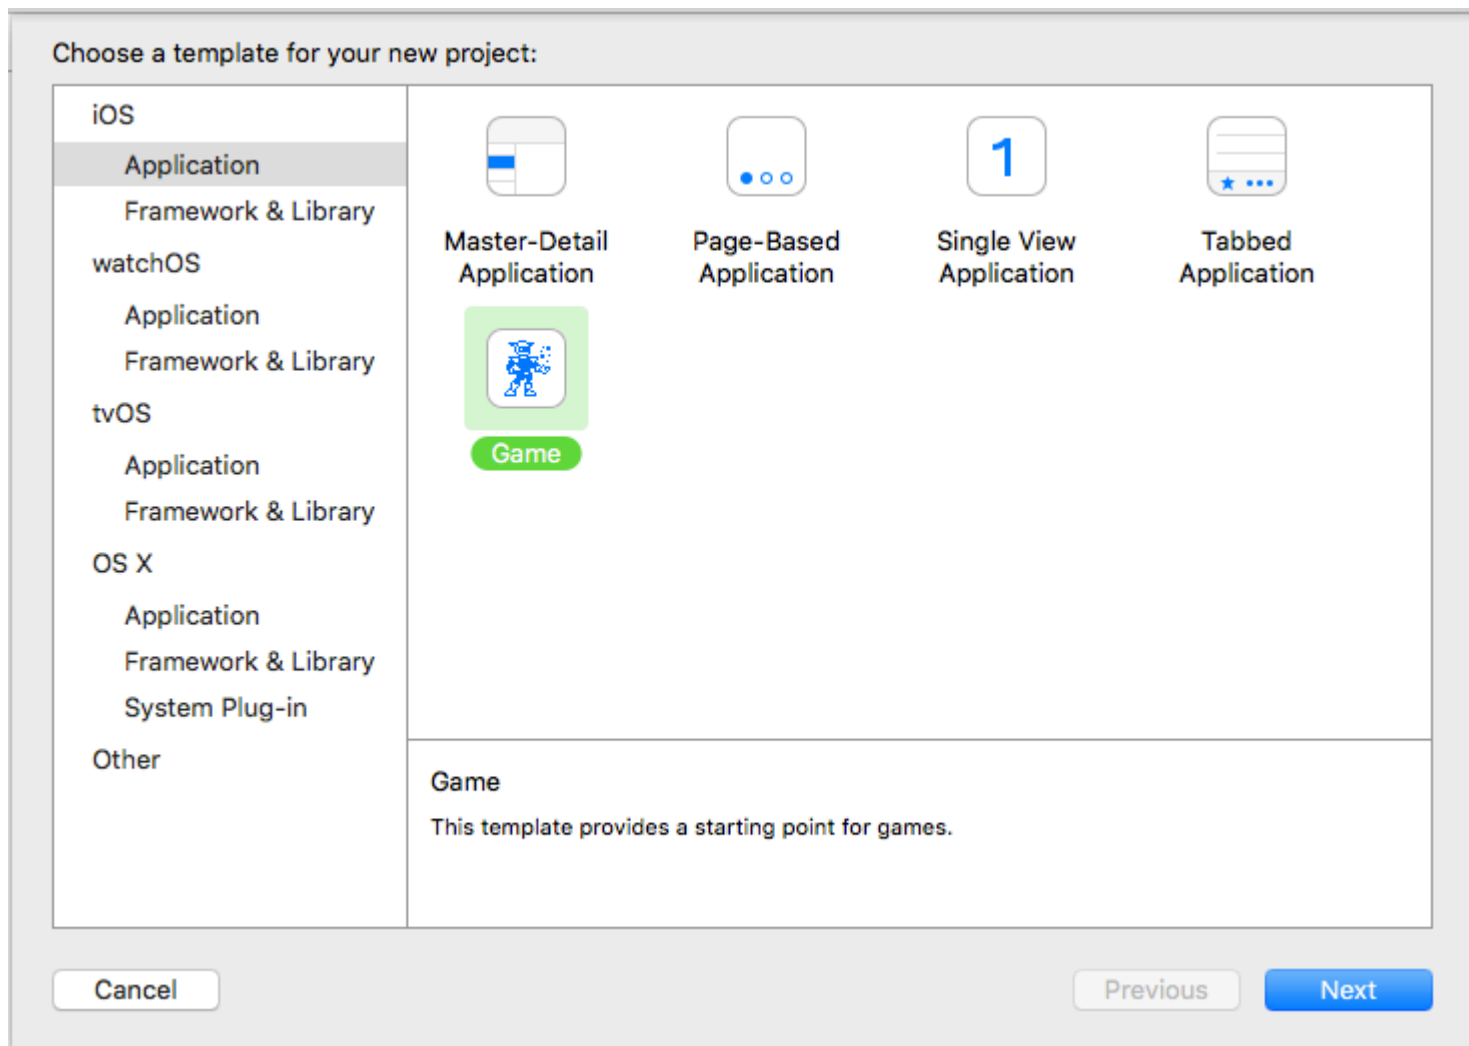 Choose a template for your new project:
iOS
Application
Framework & Library
watchOS
Application
Framework & Library
tvOS
Application
Framework & Library
OS X
Application
Framework & Library
System Plug-in
Other
Master-Detail
Application
Page-Based
Application
1
Single View
Application
Tabbed
Application
Game
Game
This template provides a starting point for games.
Cancel
Previous
Next